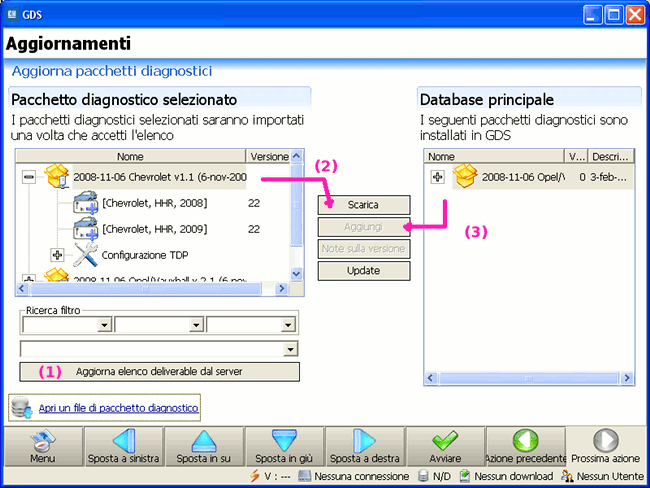 GDS
Aggiornamenti
Aggiorna pacchetti diagnostici
Pacchetto diagnostico selezionato
I pacchetti diagnostici selezionati saranno importati
una volta che accetti l'elenco
Nome Versione
2008-11-06 Chevrolet v1.1 (6-nov-200
[Chevrolet, HHR, 2008] 22
[Chevrolet, HHR, 2009] 22
Configurazione TDP
2008-11-06 Opel/Vauxhall v.2.1 (6-nov
Ricerca filtro
(1) Aggiorna elenco deliverable dal server
Apri un file di pacchetto diagnostico
(2)
Scarica
Aggiungi
Note sulla versione
Update
(3)
Database principale
I seguenti pacchetti diagnostici sono
installati in GDS
Nome V... Descri...
2008-11-06 Opel/V 0 3-feb-...
Menu Sposta a sinistra Sposta in su Sposta in giù Sposta a destra Avviare Azione precedente Prossima azione
V : --- Nessuna connessione N/D Nessun download Nessun Utente